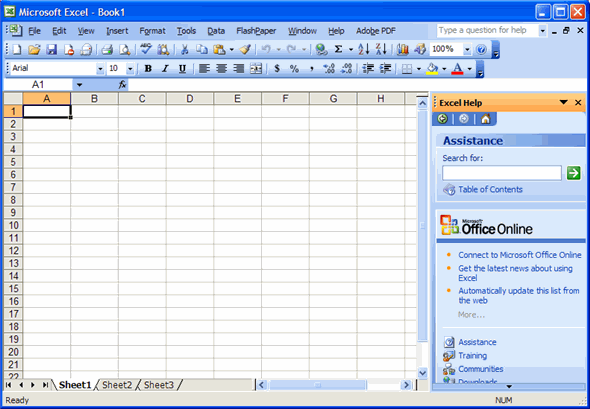 Microsoft Excel - Book1
File Edit View Insert Format Tools Data FlashPaper Window Help Adobe PDF Type a question for help
100%
Arial 10 B I U $ % ,
A1 fx
A B C D E F G H
1
2
3
4
5
6
7
8
9
10
11
12
13
14
15
16
17
18
19
20
21
22
Sheet1 Sheet2 Sheet3
Excel Help
Assistance
Search for:
Table of Contents
Microsoft
Office Online
Connect to Microsoft Office Online
Get the latest news about using
Excel
Automatically update this list from
the web
More...
Assistance
Training
Communities
Downloads
Ready NUM